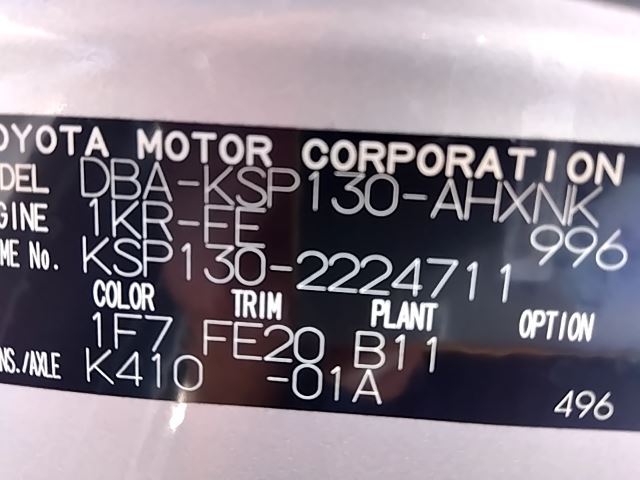 OYOTA MOTOR CORPORATION
DEL DBA-KSP130-AHXNK
GINE 1KR-FE 996
ME No. KSP130-2224711
COLOR TRIM PLANT OPTION
1F7 FE20 B11
NS./AXLE K410 -01A
496